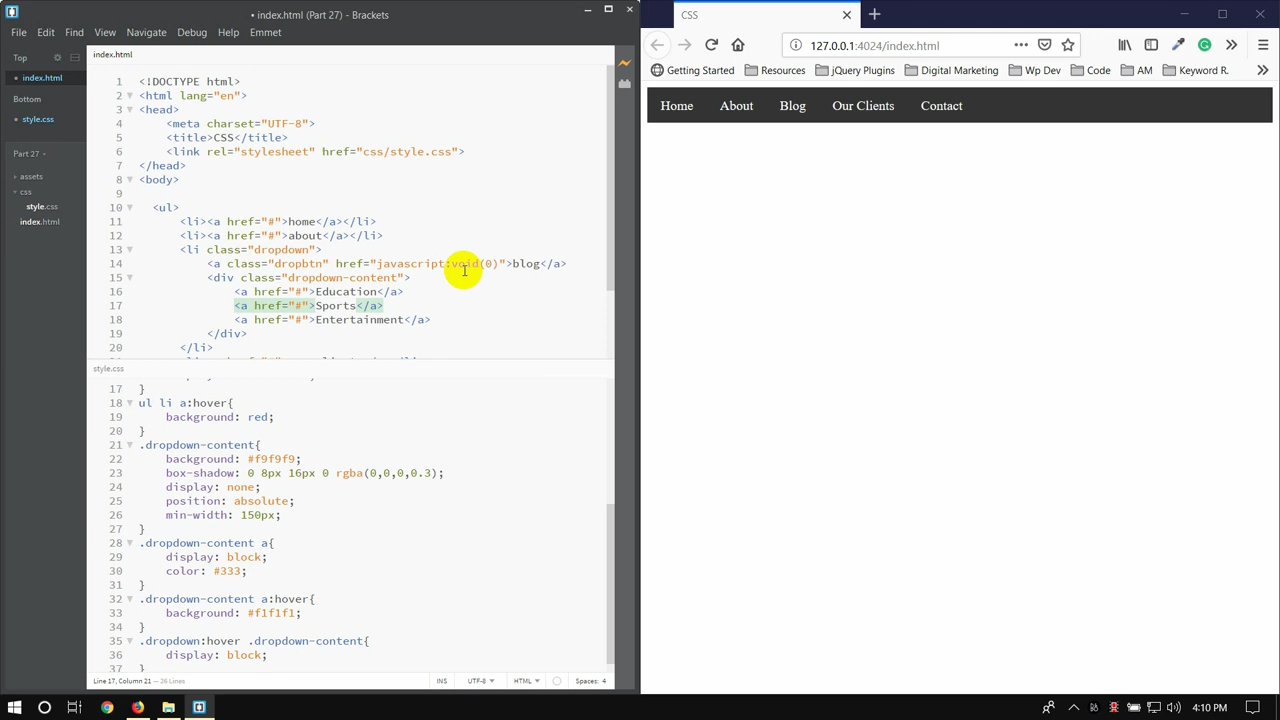 • index.html (Part 27) - Brackets
File Edit Find View Navigate Debug Help Emmet
Top
• index.html
Bottom
• style.css
Part 27
assets
css
style.css
index.html
index.html
1 <!DOCTYPE html>
2 <html lang="en">
3 <head>
4 <meta charset="UTF-8">
5 <title>CSS</title>
6 <link rel="stylesheet" href="css/style.css">
7 </head>
8 <body>
9
10 <ul>
11 <li><a href="#">home</a></li>
12 <li><a href="#">about</a></li>
13 <li class="dropdown">
14 <a class="dropbtn" href="javascript:void(0)">blog</a>
15 <div class="dropdown-content">
16 <a href="#">Education</a>
17 <a href="#">Sports</a>
18 <a href="#">Entertainment</a>
19 </div>
20 </li>
style.css
17 }
18 ul li a:hover{
19 background: red;
20 }
21 .dropdown-content{
22 background: #f9f9f9;
23 box-shadow: 0 8px 16px 0 rgba(0,0,0,0.3);
24 display: none;
25 position: absolute;
26 min-width: 150px;
27 }
28 .dropdown-content a{
29 display: block;
30 color: #333;
31 }
32 .dropdown-content a:hover{
33 background: #f1f1f1;
34 }
35 .dropdown:hover .dropdown-content{
36 display: block;
37 }
Line 17, Column 21 — 26 Lines
INS UTF-8 HTML Spaces: 4
CSS
127.0.0.1:4024/index.html
Getting Started Resources jQuery Plugins Digital Marketing Wp Dev Code AM Keyword R.
Home About Blog Our Clients Contact
4:10 PM